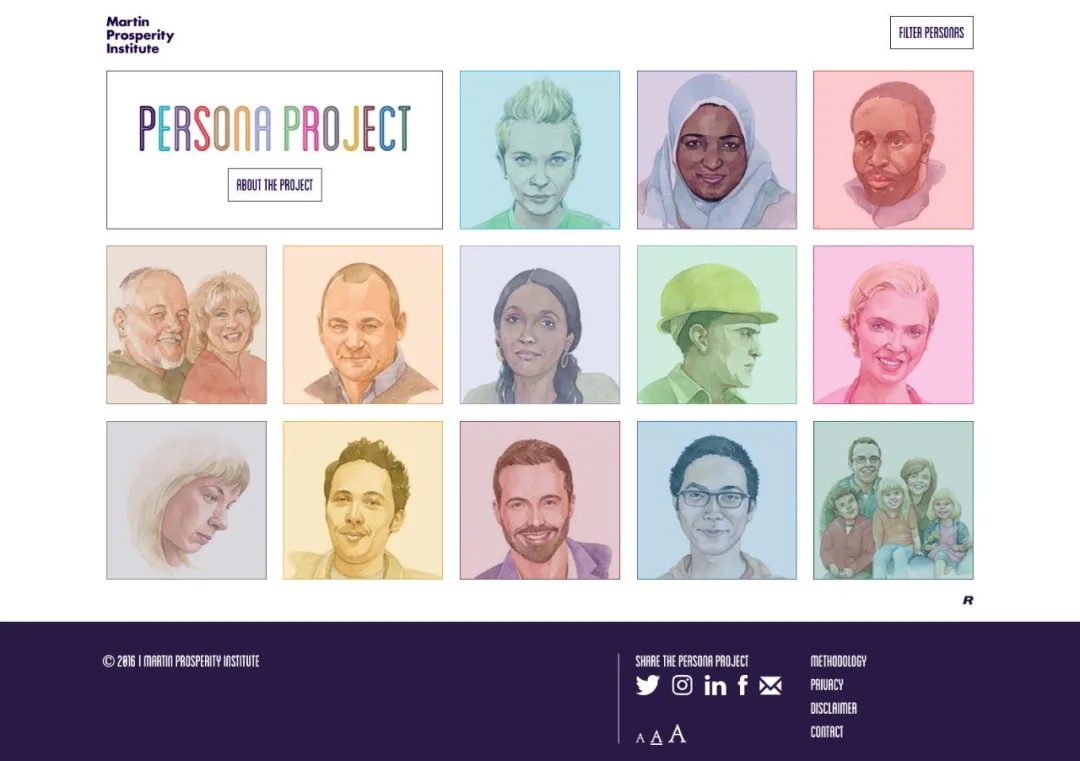 Martin
Prosperity
Institute
FILTER PERSONAS
PERSONA PROJECT
ABOUT THE PROJECT
R
© 2016 | MARTIN PROSPERITY INSTITUTE
SHARE THE PERSONA PROJECT
A A A
METHODOLOGY
PRIVACY
DISCLAIMER
CONTACT